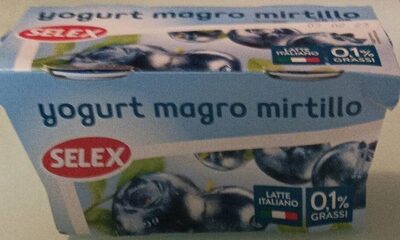 SELEX
yogurt magro mirtillo
LATTE
ITALIANO
0,1%
GRASSI
yogurt magro mirtillo
SELEX
LATTE
ITALIANO
0,1%
GRASSI